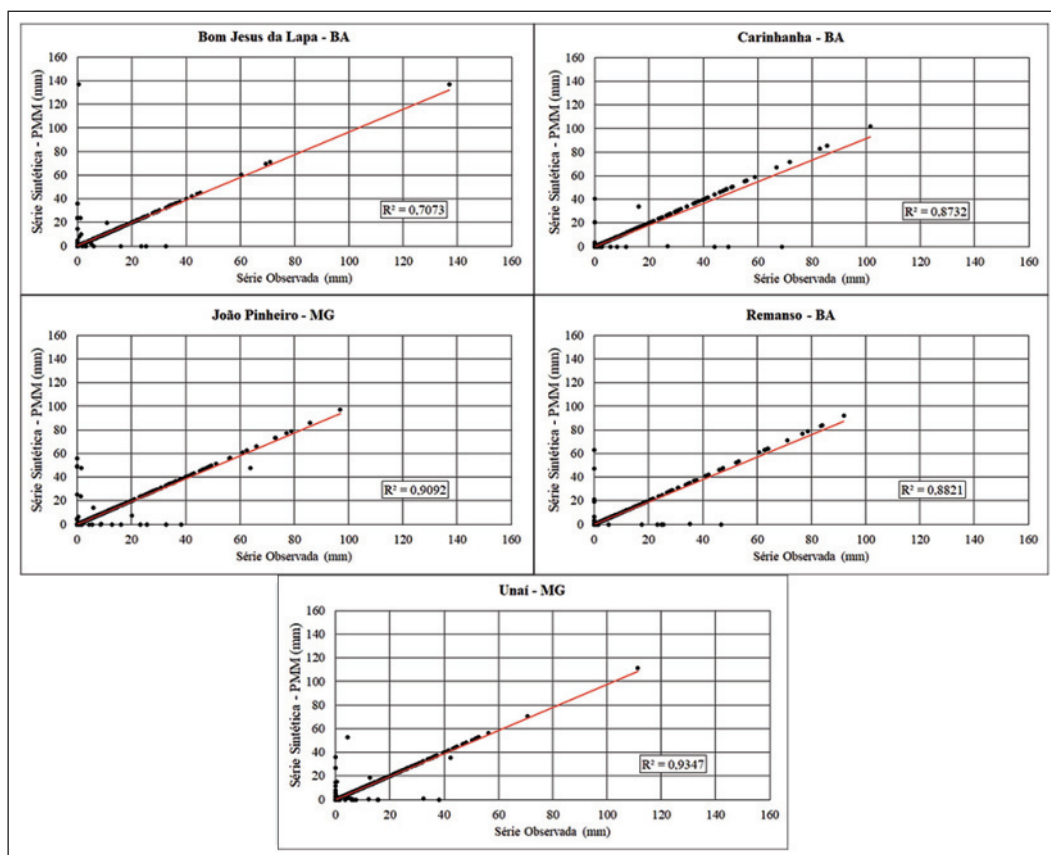 Bom Jesus da Lapa - BA
Série Sintética - PMM (mm)
160
140
120
100
80
60
40
20
0
R² = 0,7073
0 20 40 60 80 100 120 140 160
Série Observada (mm)
Carinhanha - BA
Série Sintética - PMM (mm)
160
140
120
100
80
60
40
20
0
R² = 0,8732
0 20 40 60 80 100 120 140 160
Série Observada (mm)
João Pinheiro - MG
Série Sintética - PMM (mm)
160
140
120
100
80
60
40
20
0
R² = 0,9092
0 20 40 60 80 100 120 140 160
Série Observada (mm)
Remanso - BA
Série Sintética - PMM (mm)
160
140
120
100
80
60
40
20
0
R² = 0,8821
0 20 40 60 80 100 120 140 160
Série Observada (mm)
Unaí - MG
Série Sintética - PMM (mm)
160
140
120
100
80
60
40
20
0
R² = 0,9347
0 20 40 60 80 100 120 140 160
Série Observada (mm)